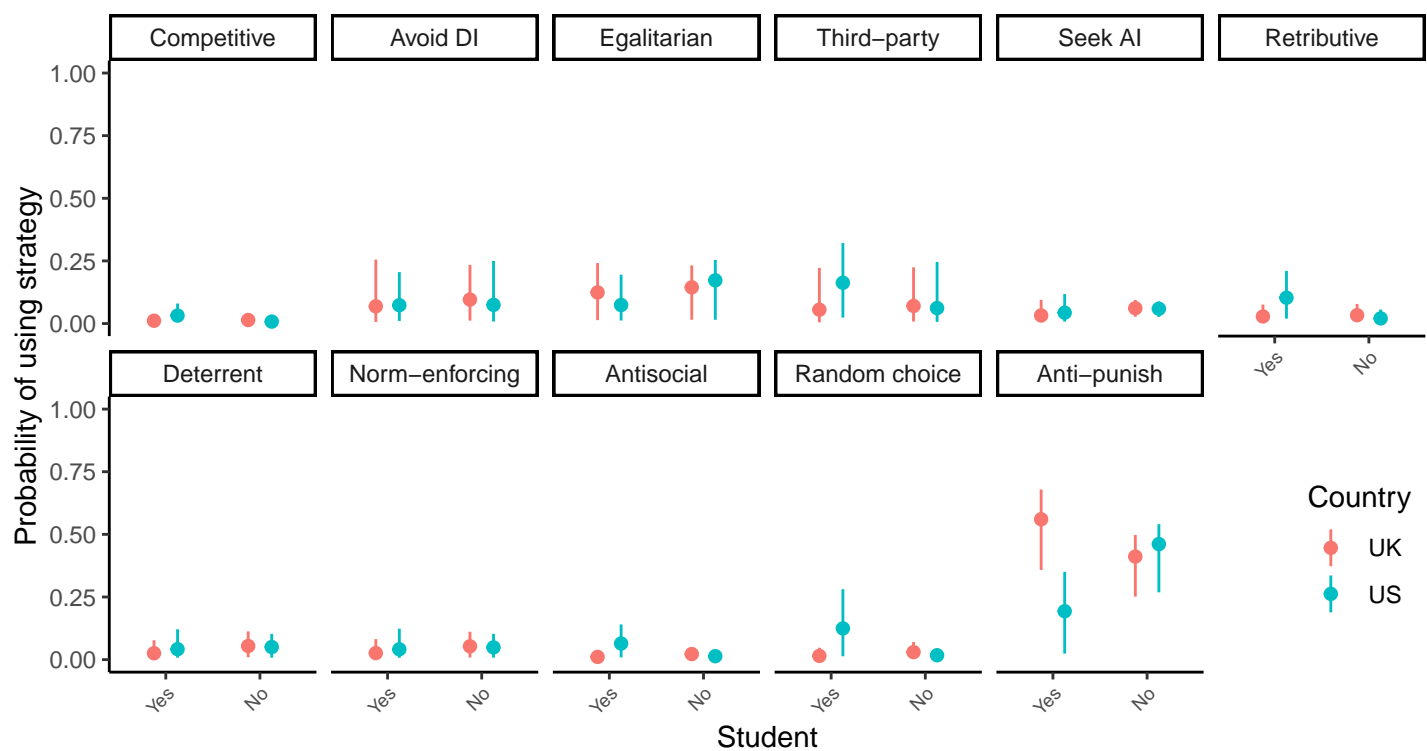 Competitive
Avoid DI
Egalitarian
Third−party
Seek AI
Retributive
1.00
0.75
0.50
0.25
0.00
Yes
No
Deterrent
Norm−enforcing
Antisocial
Random choice
Anti−punish
1.00
0.75
0.50
0.25
0.00
Yes
No
Yes
No
Yes
No
Yes
No
Yes
No
Probability of using strategy
Student
Country
UK
US